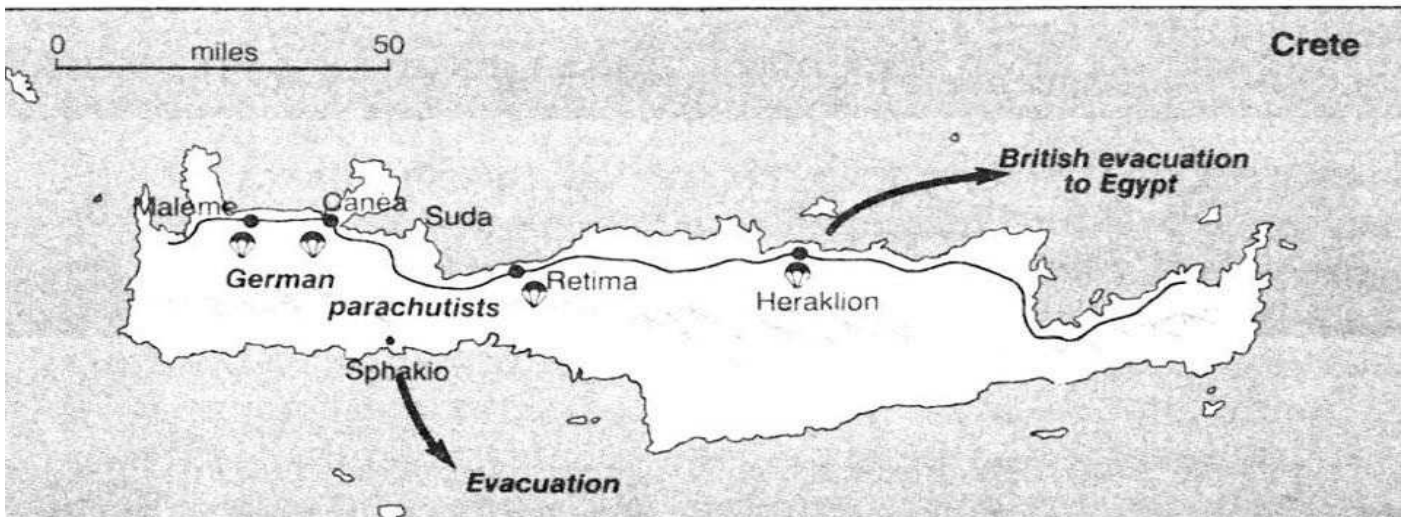 0 miles 50
Crete
British evacuation
to Egypt
Maleme
Canea
Suda
German
parachutists
Retima
Heraklion
Sphakio
Evacuation